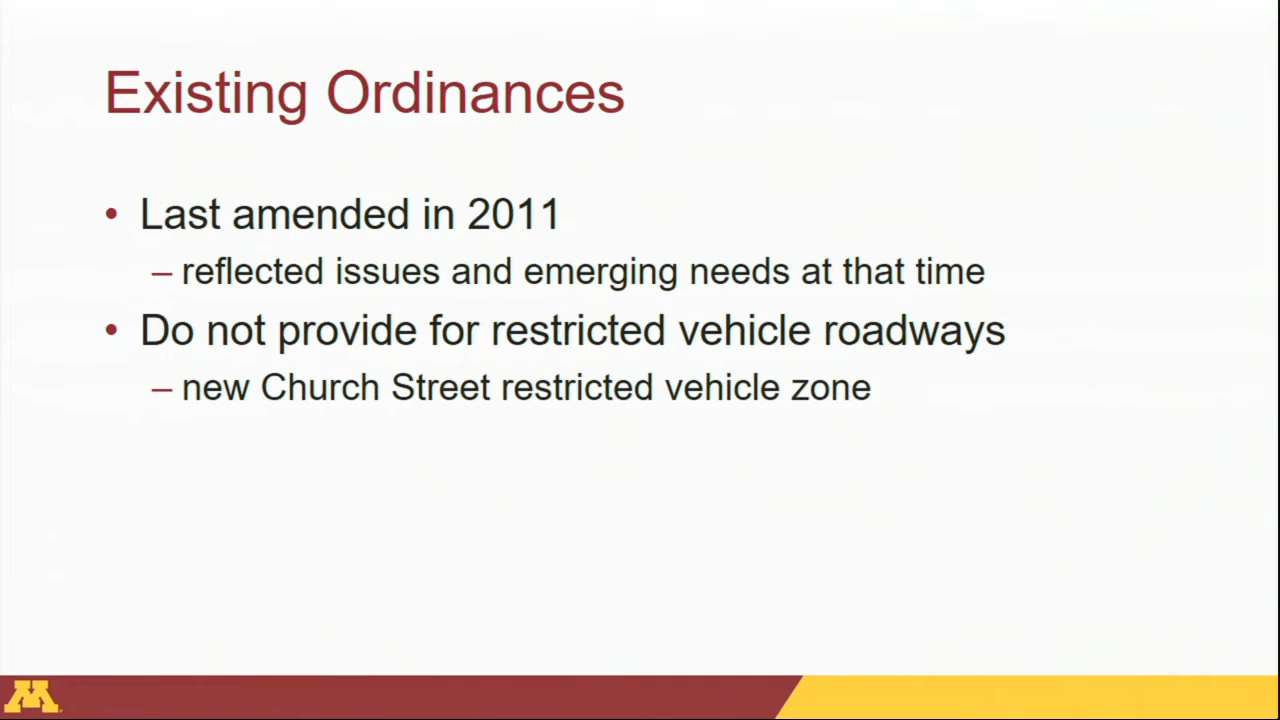 Existing Ordinances
• Last amended in 2011
– reflected issues and emerging needs at that time
• Do not provide for restricted vehicle roadways
– new Church Street restricted vehicle zone
M